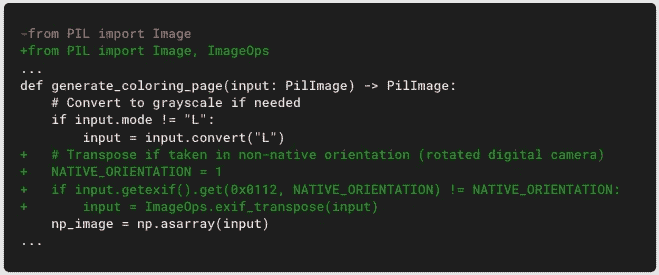 -from PIL import Image
+from PIL import Image, ImageOps
...
def generate_coloring_page(input: PilImage) -> PilImage:
    # Convert to grayscale if needed
    if input.mode != "L":
        input = input.convert("L")
+   # Transpose if taken in non-native orientation (rotated digital camera)
+   NATIVE_ORIENTATION = 1
+   if input.getexif().get(0x0112, NATIVE_ORIENTATION) != NATIVE_ORIENTATION:
+       input = ImageOps.exif_transpose(input)
    np_image = np.asarray(input)
...